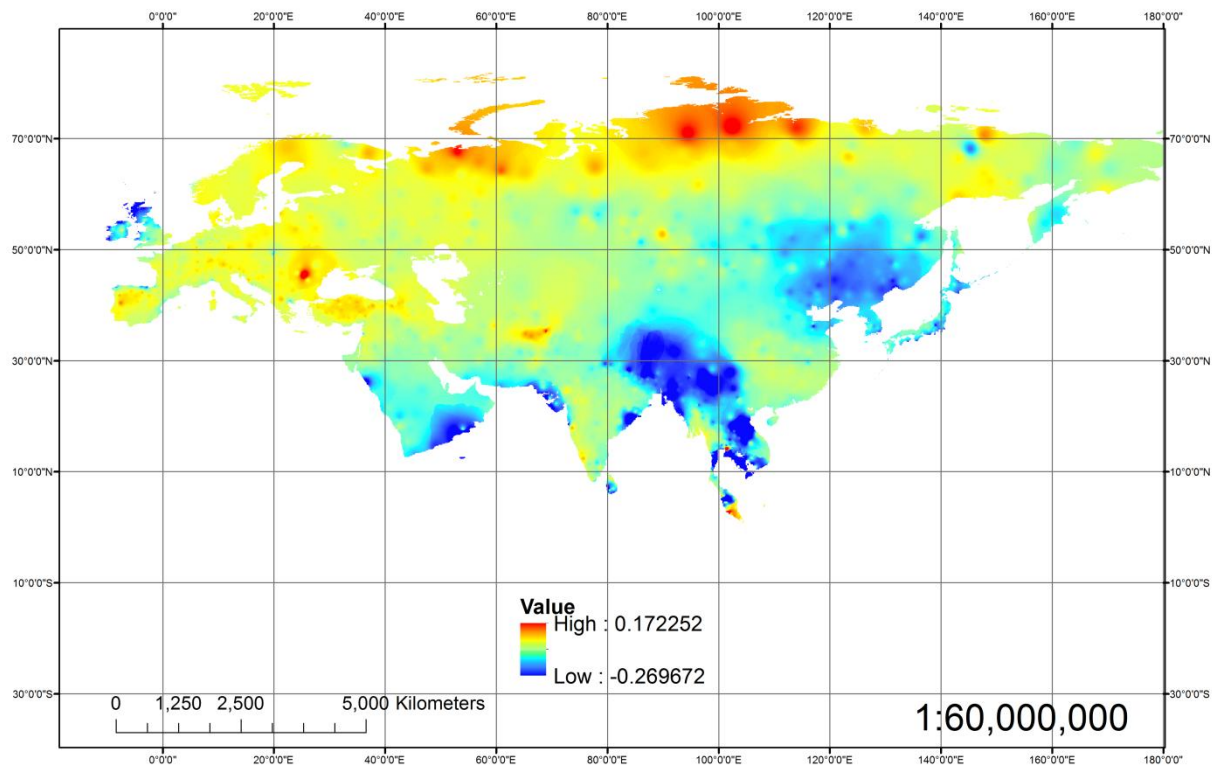 0°0'0" 20°0'0"E 40°0'0"E 60°0'0"E 80°0'0"E 100°0'0"E 120°0'0"E 140°0'0"E 160°0'0"E 180°0'0"
70°0'0"N 70°0'0"N
50°0'0"N 50°0'0"N
30°0'0"N 30°0'0"N
10°0'0"N 10°0'0"N
10°0'0"S 10°0'0"S
Value
High : 0.172252
Low : -0.269672
30°0'0"S 30°0'0"S
0 1,250 2,500 5,000 Kilometers
1:60,000,000
0°0'0" 20°0'0"E 40°0'0"E 60°0'0"E 80°0'0"E 100°0'0"E 120°0'0"E 140°0'0"E 160°0'0"E 180°0'0"